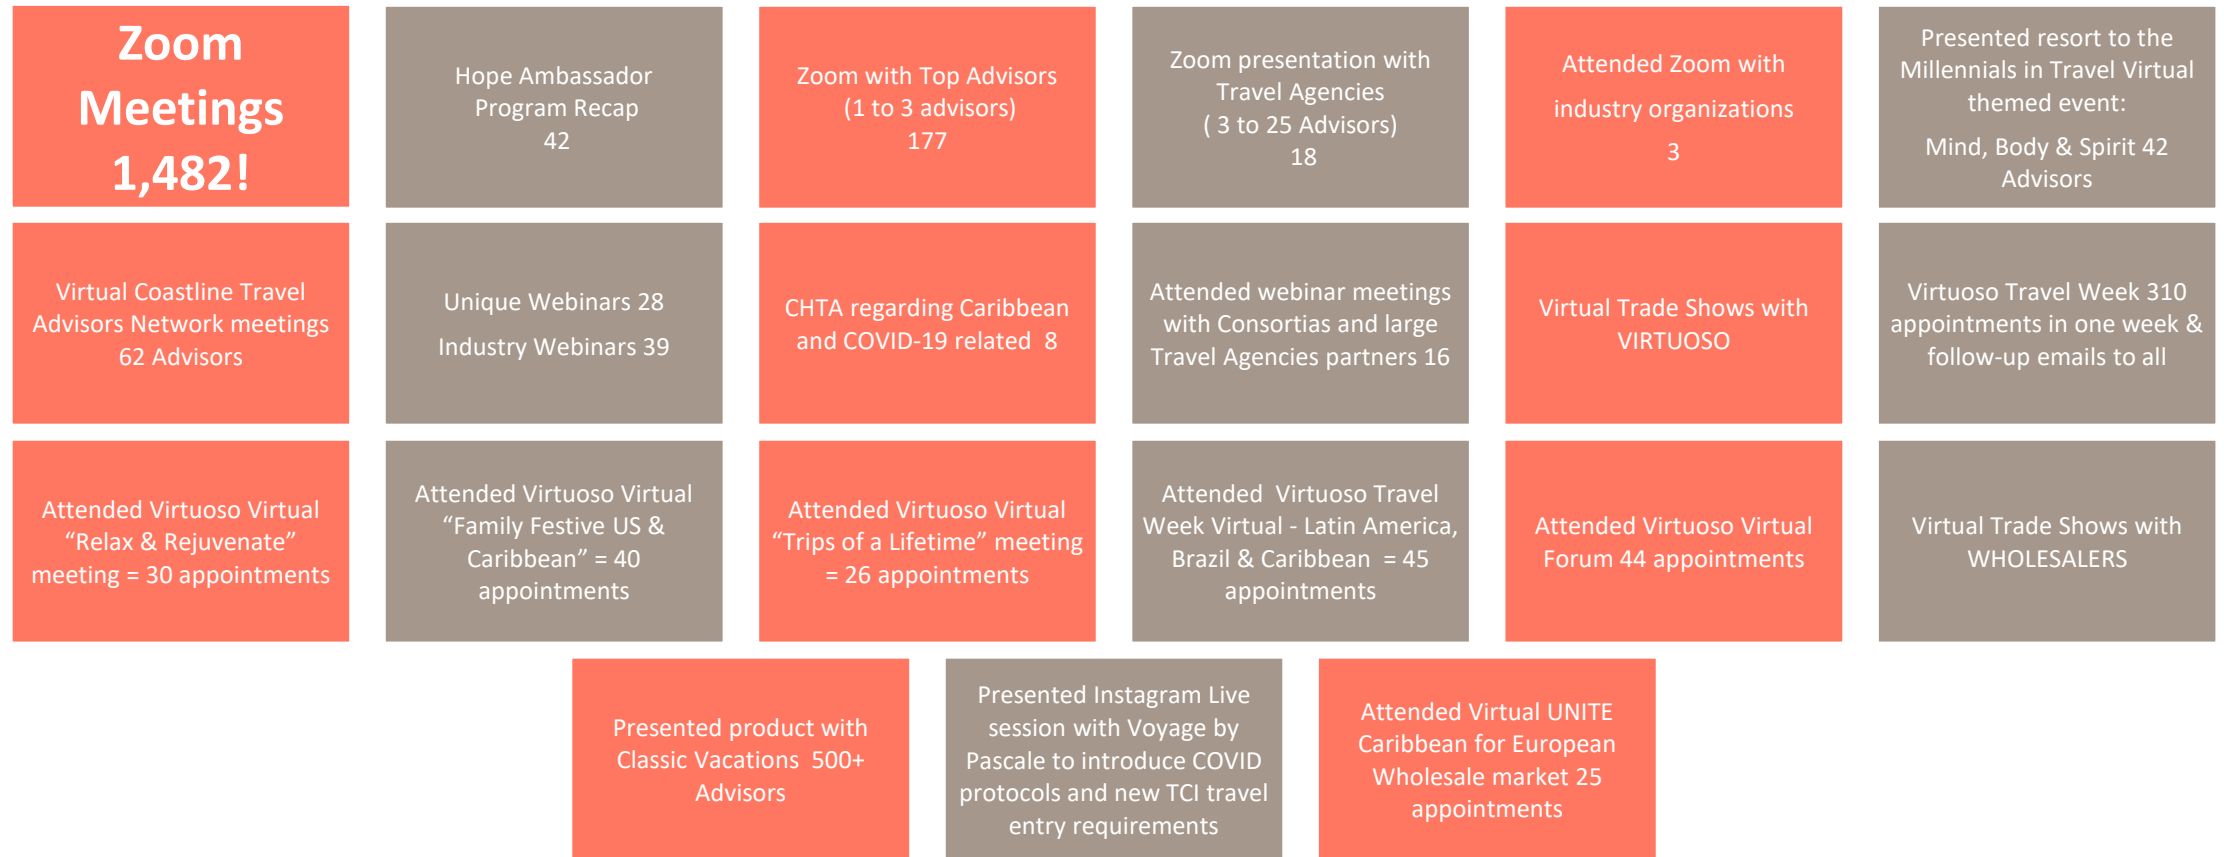 Zoom
Meetings
1,482!
Hope Ambassador
Program Recap
42
Zoom with Top Advisors
(1 to 3 advisors)
177
Zoom presentation with
Travel Agencies
( 3 to 25 Advisors)
18
Attended Zoom with
industry organizations
3
Presented resort to the
Millennials in Travel Virtual
themed event:
Mind, Body & Spirit 42
Advisors
Virtual Coastline Travel
Advisors Network meetings
62 Advisors
Unique Webinars 28
Industry Webinars 39
CHTA regarding Caribbean
and COVID-19 related  8
Attended webinar meetings
with Consortias and large
Travel Agencies partners 16
Virtual Trade Shows with
VIRTUOSO
Virtuoso Travel Week 310
appointments in one week &
follow-up emails to all
Attended Virtuoso Virtual
“Relax & Rejuvenate”
meeting = 30 appointments
Attended Virtuoso Virtual
“Family Festive US &
Caribbean” = 40
appointments
Attended Virtuoso Virtual
“Trips of a Lifetime” meeting
= 26 appointments
Attended  Virtuoso Travel
Week Virtual - Latin America,
Brazil & Caribbean  = 45
appointments
Attended Virtuoso Virtual
Forum 44 appointments
Virtual Trade Shows with
WHOLESALERS
Presented product with
Classic Vacations  500+
Advisors
Presented Instagram Live
session with Voyage by
Pascale to introduce COVID
protocols and new TCI travel
entry requirements
Attended Virtual UNITE
Caribbean for European
Wholesale market 25
appointments